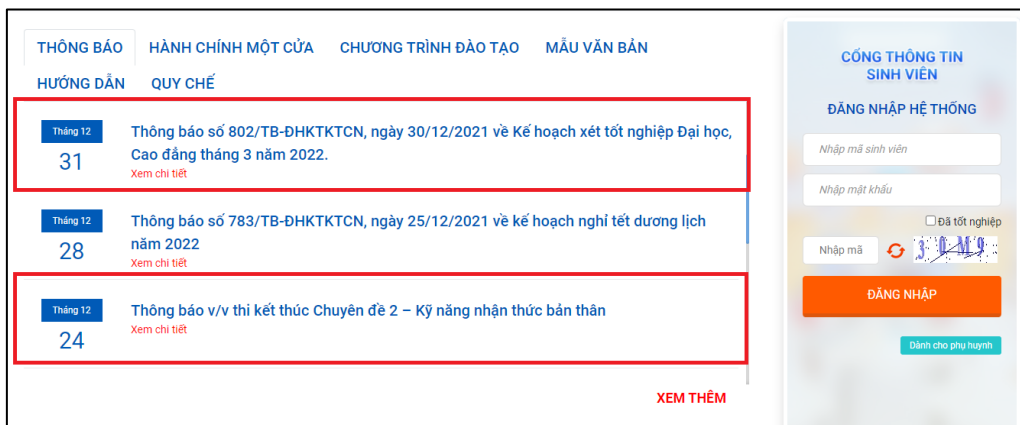 THÔNG BÁO HÀNH CHÍNH MỘT CỬA CHƯƠNG TRÌNH ĐÀO TẠO MẪU VĂN BẢN
HƯỚNG DẪN QUY CHẾ
Tháng 12
31
Thông báo số 802/TB-ĐHKTKTCN, ngày 30/12/2021 về Kế hoạch xét tốt nghiệp Đại học,
Cao đẳng tháng 3 năm 2022.
Xem chi tiết
Tháng 12
28
Thông báo số 783/TB-ĐHKTKTCN, ngày 25/12/2021 về kế hoạch nghỉ tết dương lịch
năm 2022
Xem chi tiết
Tháng 12
24
Thông báo v/v thi kết thúc Chuyên đề 2 – Kỹ năng nhận thức bản thân
Xem chi tiết
XEM THÊM
CỔNG THÔNG TIN
SINH VIÊN
ĐĂNG NHẬP HỆ THỐNG
Nhập mã sinh viên
Nhập mật khẩu
Đã tốt nghiệp
Nhập mã
ĐĂNG NHẬP
Dành cho phụ huynh